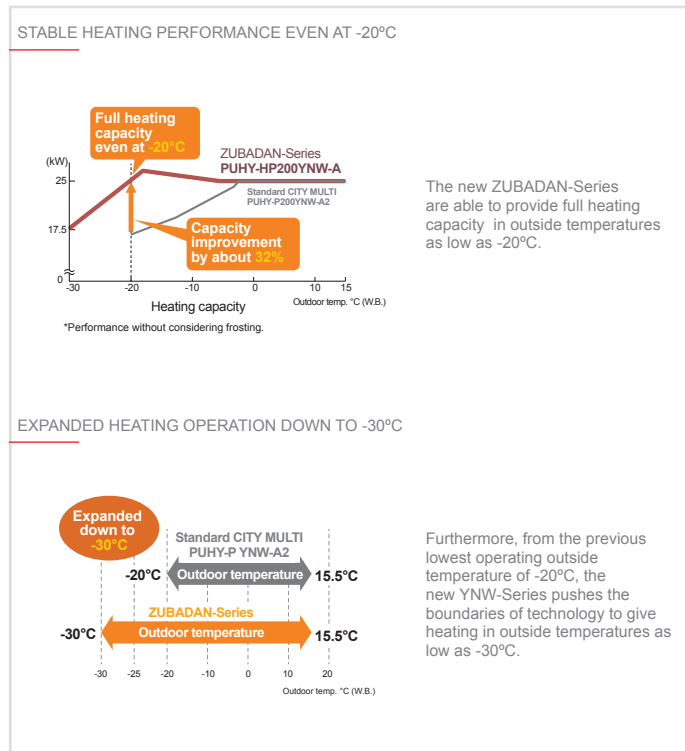 STABLE HEATING PERFORMANCE EVEN AT -20ºC
Full heating
capacity
even at -20°C
(kW)
ZUBADAN-Series
PUHY-HP200YNW-A
25
Standard CITY MULTI
PUHY-P200YNW-A2
17.5
Capacity
improvement
by about 32%
0
-30
-20
-10
0
10
15
Heating capacity
Outdoor temp. °C (W.B.)
*Performance without considering frosting.
The new ZUBADAN-Series
are able to provide full heating
capacity in outside temperatures
as low as -20ºC.
EXPANDED HEATING OPERATION DOWN TO -30ºC
Expanded
down to
-30°C
Standard CITY MULTI
PUHY-P YNW-A2
-20°C
Outdoor temperature
15.5°C
ZUBADAN-Series
-30°C
Outdoor temperature
15.5°C
-30
-25
-20
-10
0
10
20
Outdoor temp. °C (W.B.)
Furthermore, from the previous
lowest operating outside
temperature of -20ºC, the
new YNW-Series pushes the
boundaries of technology to give
heating in outside temperatures as
low as -30ºC.